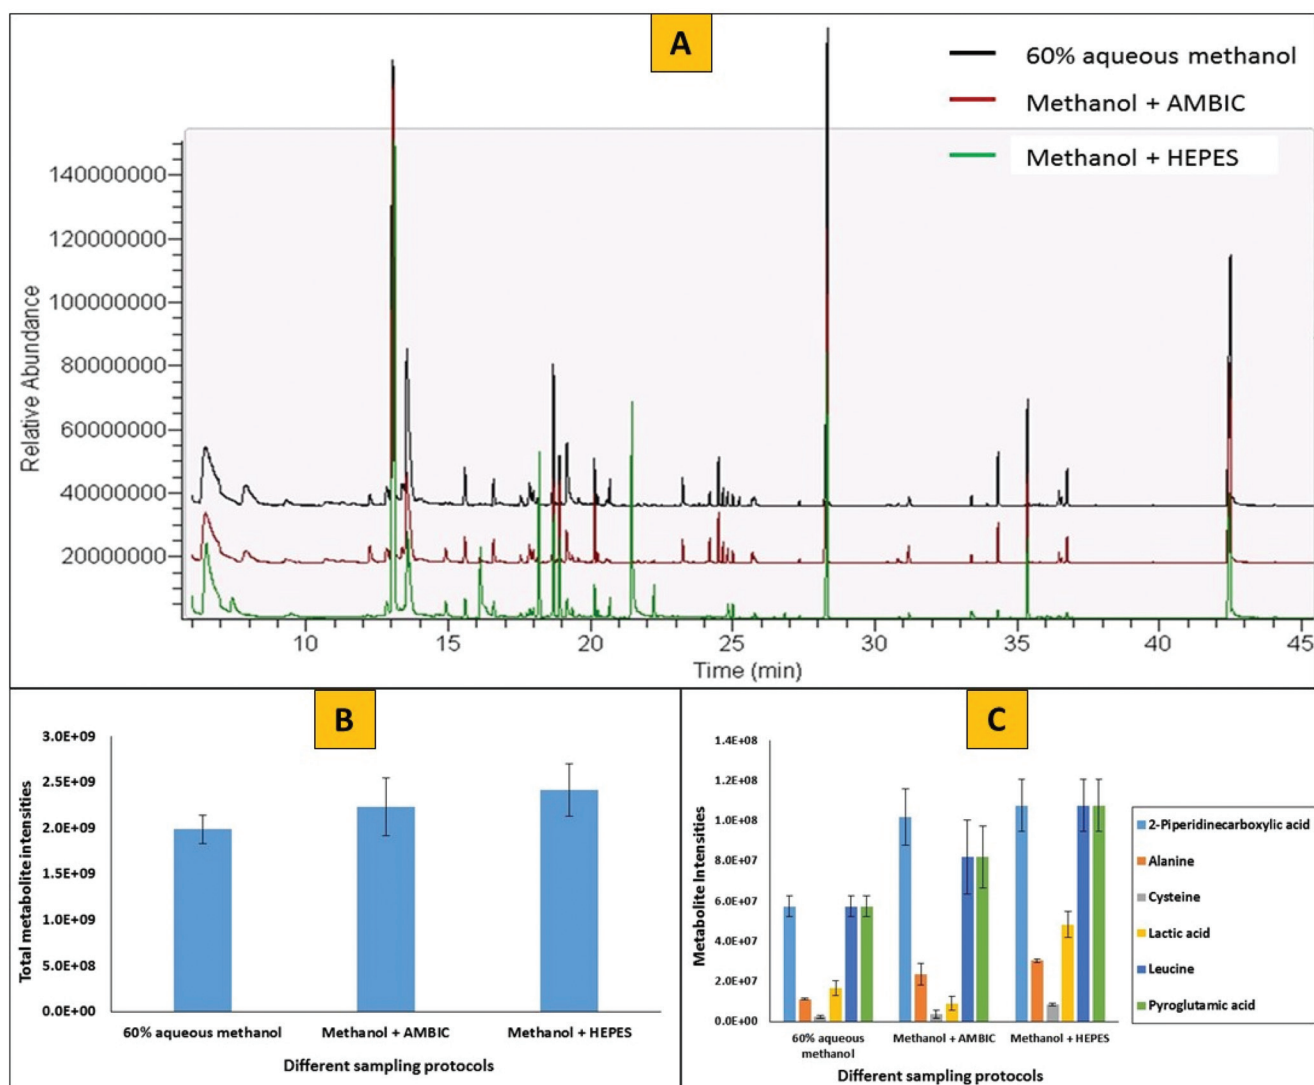 A
60% aqueous methanol
Methanol + AMBIC
Methanol + HEPES
Relative Abundance
140000000
120000000
100000000
80000000
60000000
40000000
20000000
10 15 20 25 30 35 40 45
Time (min)
B
Total metabolite intensities
3.0E+09
2.5E+09
2.0E+09
1.5E+09
1.0E+09
5.0E+08
0.0E+00
60% aqueous methanol Methanol + AMBIC Methanol + HEPES
Different sampling protocols
C
Metabolite Intensities
1.4E+08
1.2E+08
1.0E+08
8.0E+07
6.0E+07
4.0E+07
2.0E+07
0.0E+00
60% aqueous
methanol
Methanol + AMBIC
Methanol + HEPES
Different sampling protocols
2-Piperidinecarboxylic acid
Alanine
Cysteine
Lactic acid
Leucine
Pyroglutamic acid